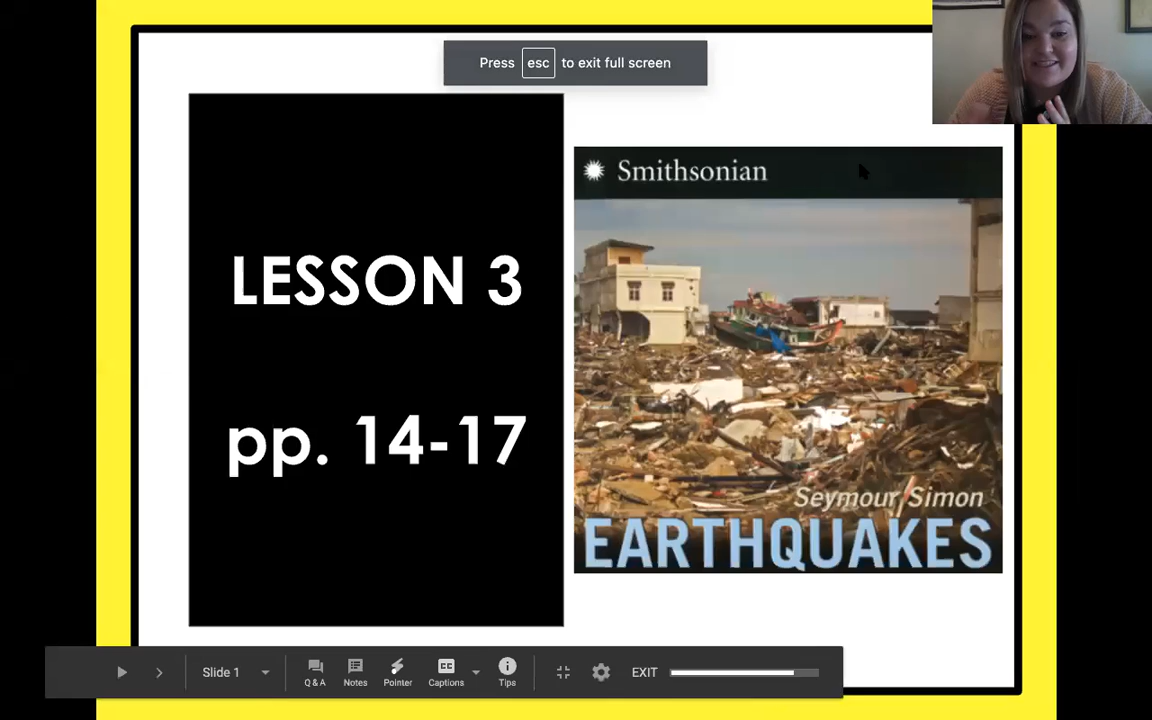 Press esc to exit full screen
LESSON 3
pp. 14-17
Smithsonian
Seymour Simon
EARTHQUAKES
Slide 1
Q & A
Notes
Pointer
CC
Captions
Tips
EXIT